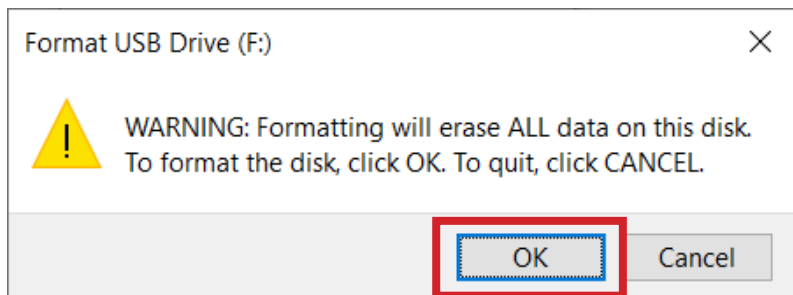 Format USB Drive (F:)
WARNING: Formatting will erase ALL data on this disk.
To format the disk, click OK. To quit, click CANCEL.
OK Cancel